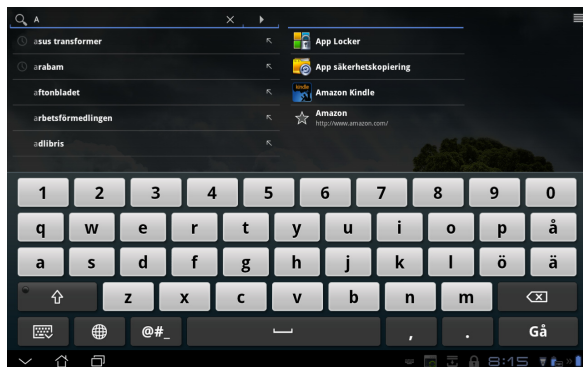 A
asus transformer
arabam
aftonbladet
arbetsförmedlingen
adlibris
App Locker
App säkerhetskopiering
kindle
Amazon Kindle
Amazon
http://www.amazon.com/
1 2 3 4 5 6 7 8 9 0
q w e r t y u i o p å
a s d f g h j k l ö ä
z x c v b n m
@#_ , . Gå
8:15